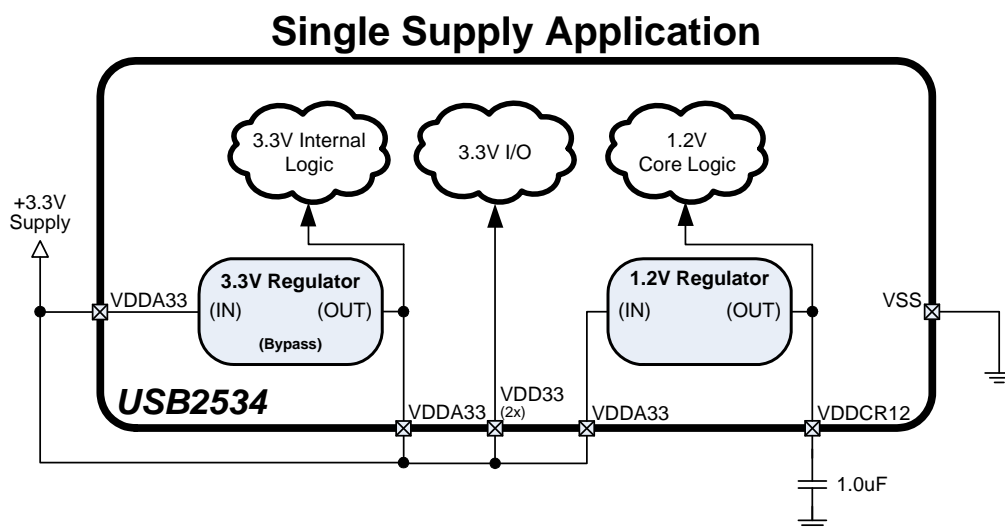 Single Supply Application
3.3V Internal
Logic
3.3V I/O
1.2V
Core Logic
+3.3V
Supply
VDDA33
3.3V Regulator
(IN) (OUT)
(Bypass)
1.2V Regulator
(IN) (OUT)
VSS
USB2534
VDDA33
VDD33
(2x)
VDDA33
VDDCR12
1.0uF